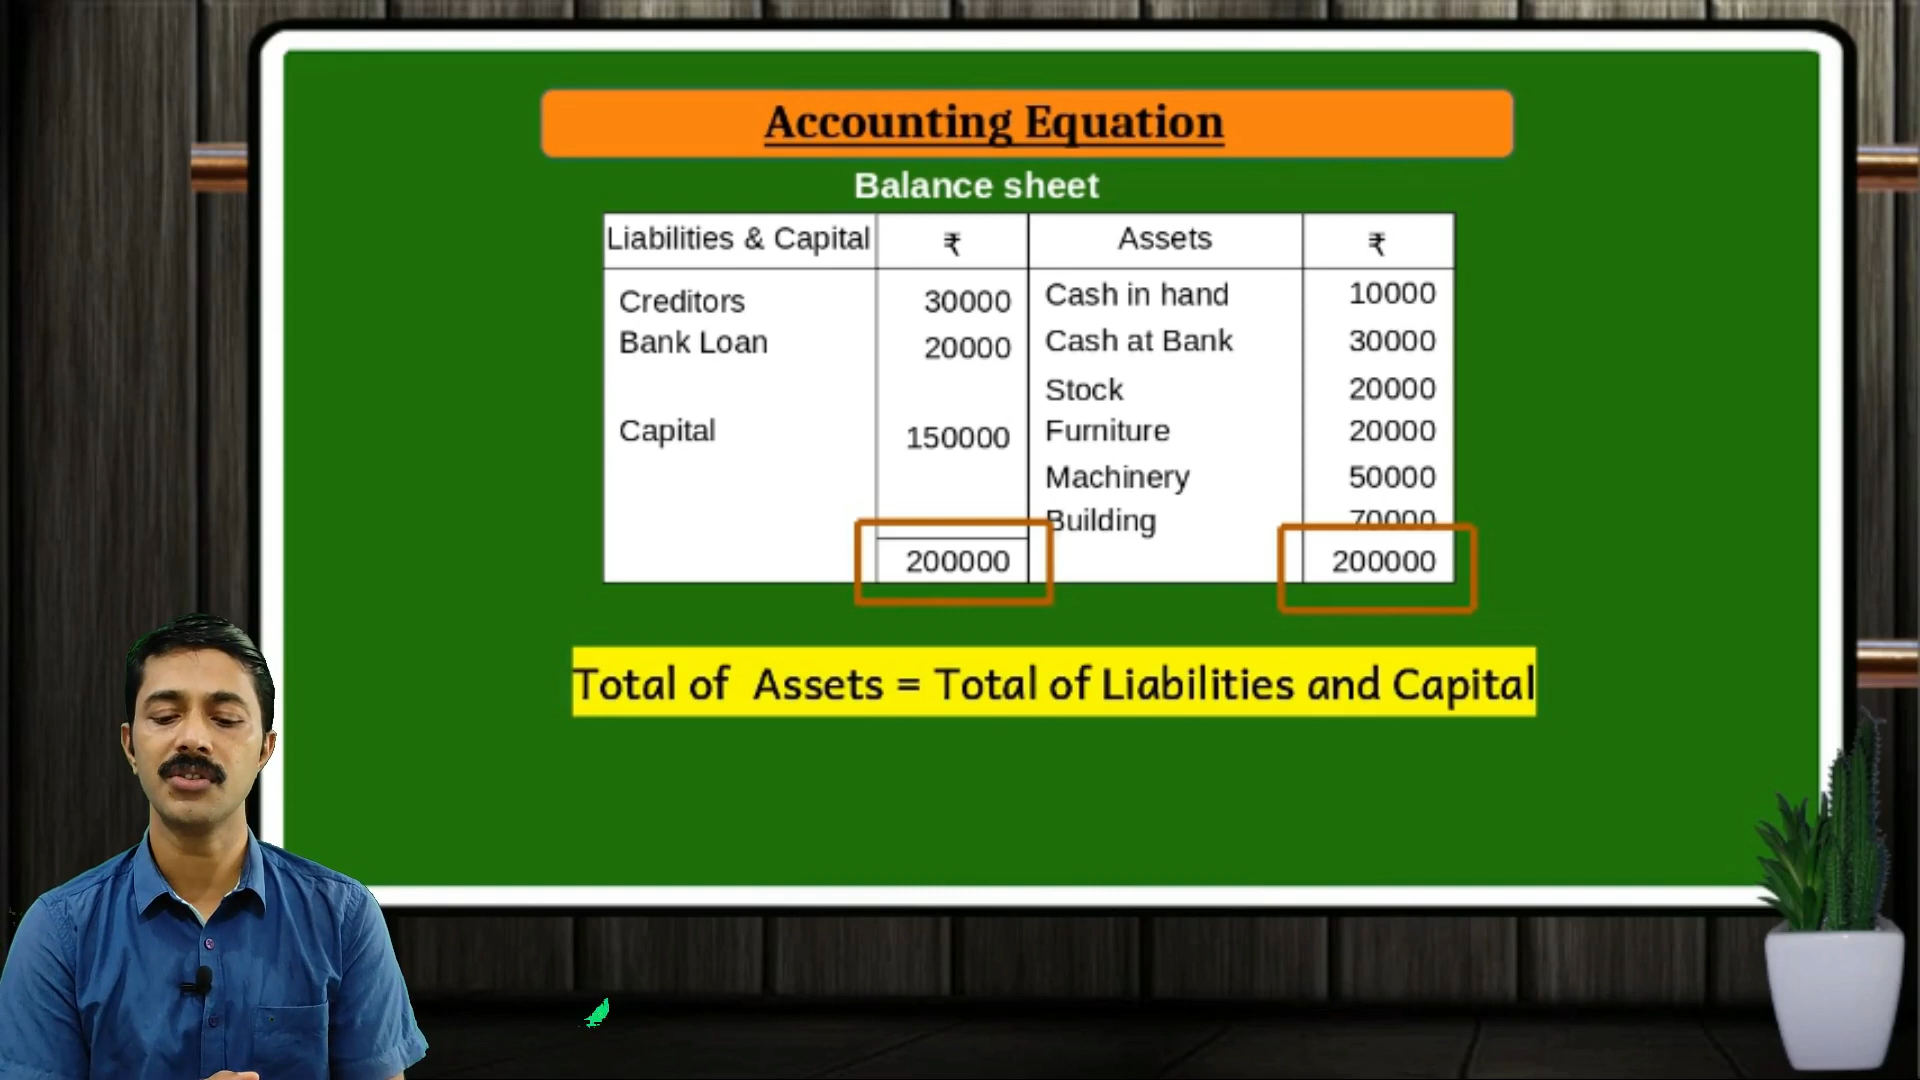 Accounting Equation
Balance sheet
Liabilities & Capital ₹ Assets ₹
Creditors 30000 Cash in hand 10000
Bank Loan 20000 Cash at Bank 30000
Stock 20000
Capital 150000 Furniture 20000
Machinery 50000
Building 70000
200000 200000
Total of Assets = Total of Liabilities and Capital